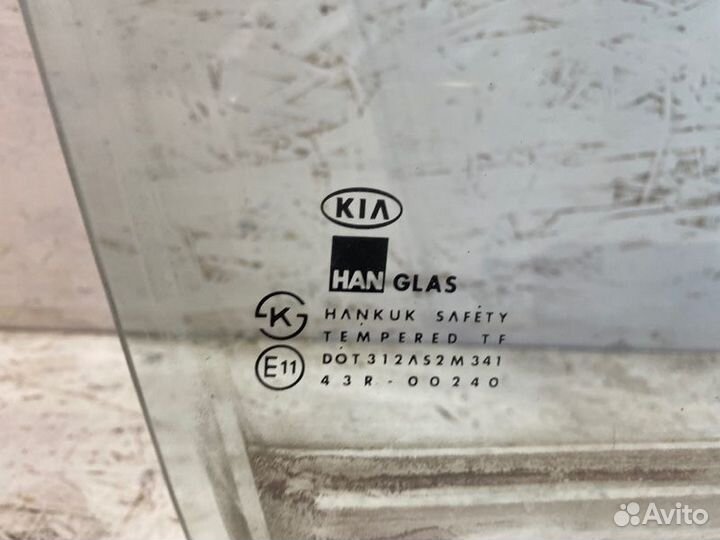 KIA
HAN GLAS
K HANKUK SAFETY
TEMPERED TF
E11 DOT312AS2M341
43R-00240
Avito